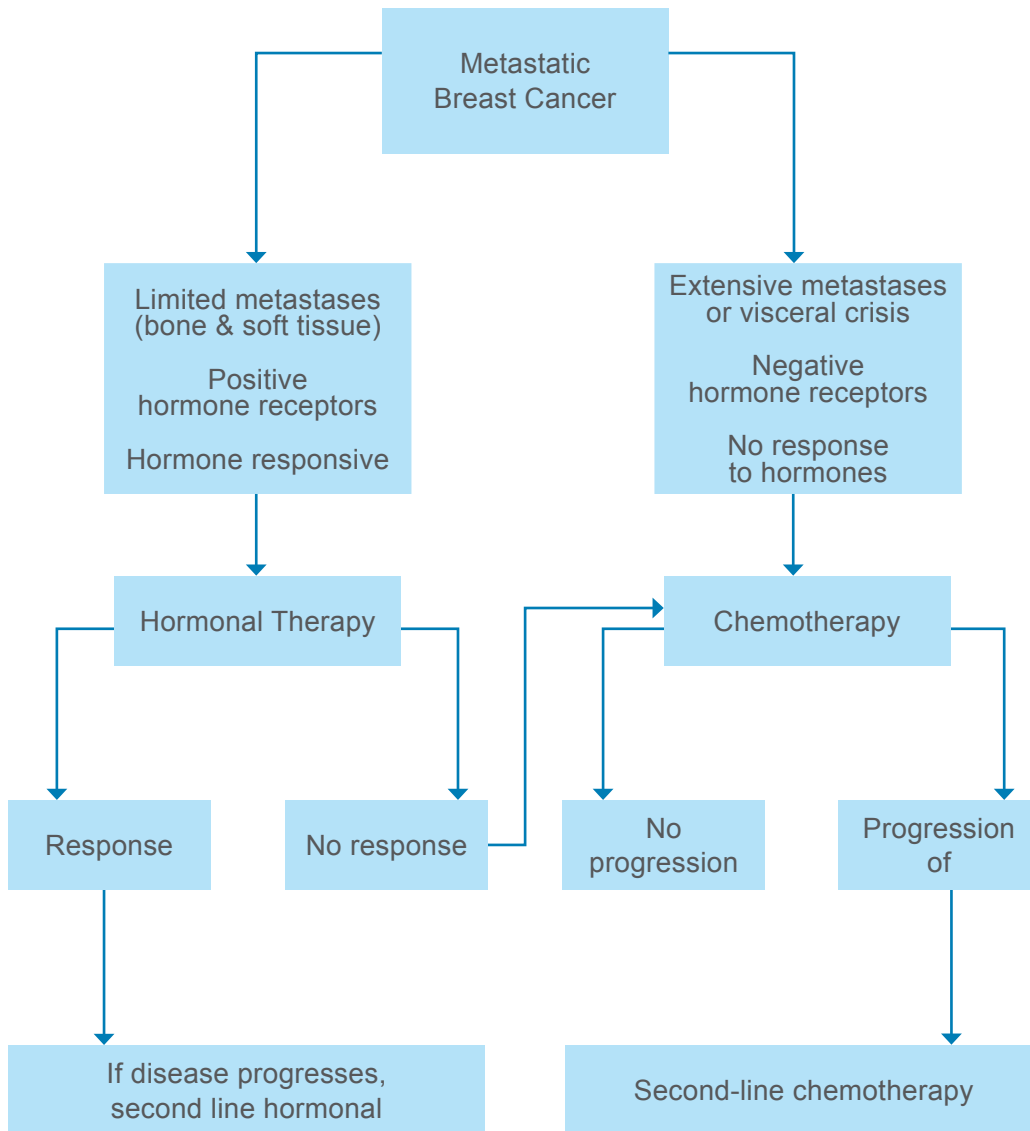 Metastatic
Breast Cancer
Limited metastases
(bone & soft tissue)
Positive
hormone receptors
Hormone responsive
Extensive metastases
or visceral crisis
Negative
hormone receptors
No response
to hormones
Hormonal Therapy
Chemotherapy
Response
No response
No
progression
Progression
of
If disease progresses,
second line hormonal
Second-line chemotherapy